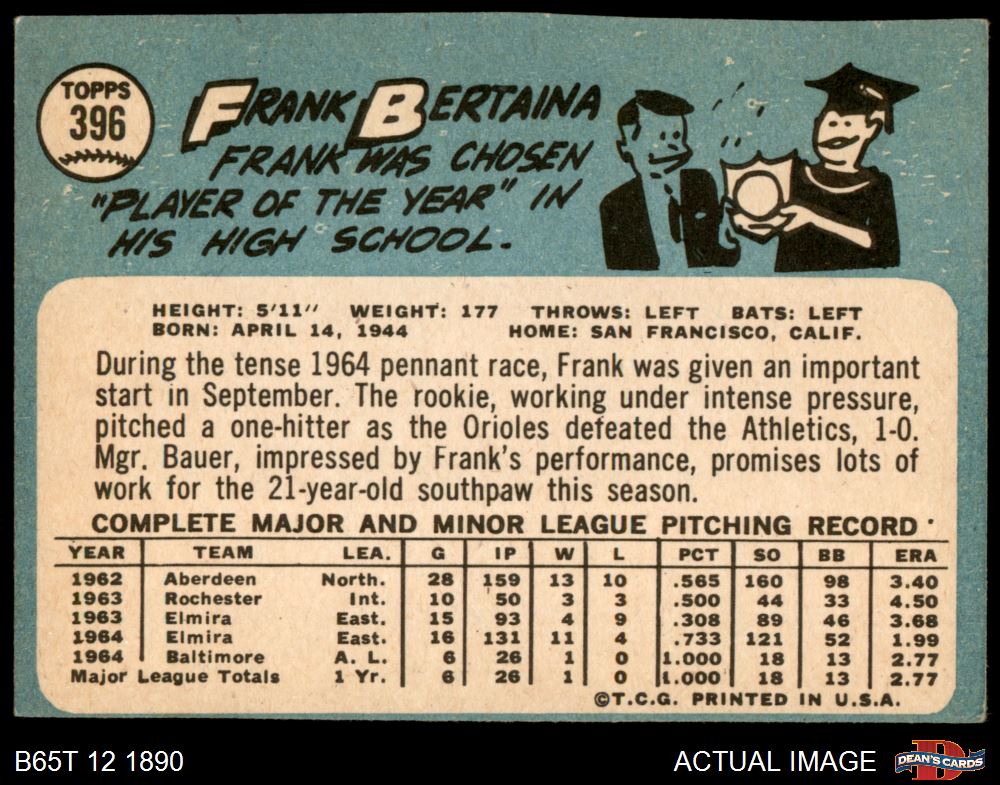 TOPPS
396
FRANK BERTAINA
FRANK WAS CHOSEN
"PLAYER OF THE YEAR" IN
HIS HIGH SCHOOL.
HEIGHT: 5'11" WEIGHT: 177 THROWS: LEFT BATS: LEFT
BORN: APRIL 14, 1944 HOME: SAN FRANCISCO, CALIF.
During the tense 1964 pennant race, Frank was given an important
start in September. The rookie, working under intense pressure,
pitched a one-hitter as the Orioles defeated the Athletics, 1-0.
Mgr. Bauer, impressed by Frank's performance, promises lots of
work for the 21-year-old southpaw this season.
COMPLETE MAJOR AND MINOR LEAGUE PITCHING RECORD
YEAR TEAM LEA. G IP W L PCT SO BB ERA
1962 Aberdeen North. 28 159 13 10 .565 160 98 3.40
1963 Rochester Int. 10 50 3 3 .500 44 33 4.50
1963 Elmira East. 15 93 4 9 .308 89 46 3.68
1964 Elmira East. 16 131 11 4 .733 121 52 1.99
1964 Baltimore A. L. 6 26 1 0 1.000 18 13 2.77
Major League Totals 1 Yr. 6 26 1 0 1.000 18 13 2.77
©T.C.G. PRINTED IN U.S.A.
B65T 12 1890 ACTUAL IMAGE DEAN'S CARDS